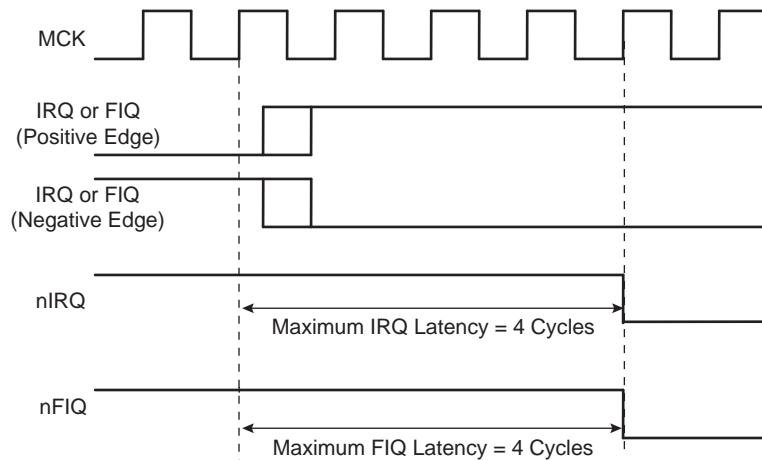 MCK
IRQ or FIQ
(Positive Edge)
IRQ or FIQ
(Negative Edge)
nIRQ
Maximum IRQ Latency = 4 Cycles
nFIQ
Maximum FIQ Latency = 4 Cycles